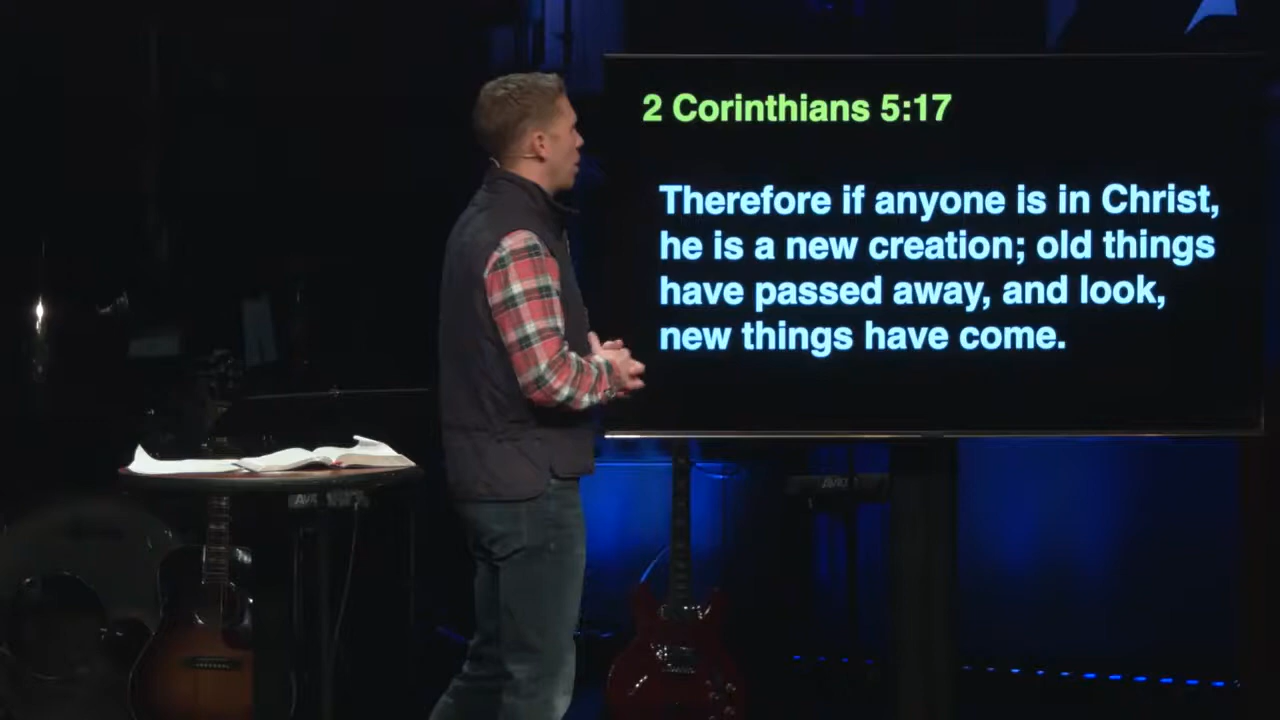 2 Corinthians 5:17
Therefore if anyone is in Christ,
he is a new creation; old things
have passed away, and look,
new things have come.